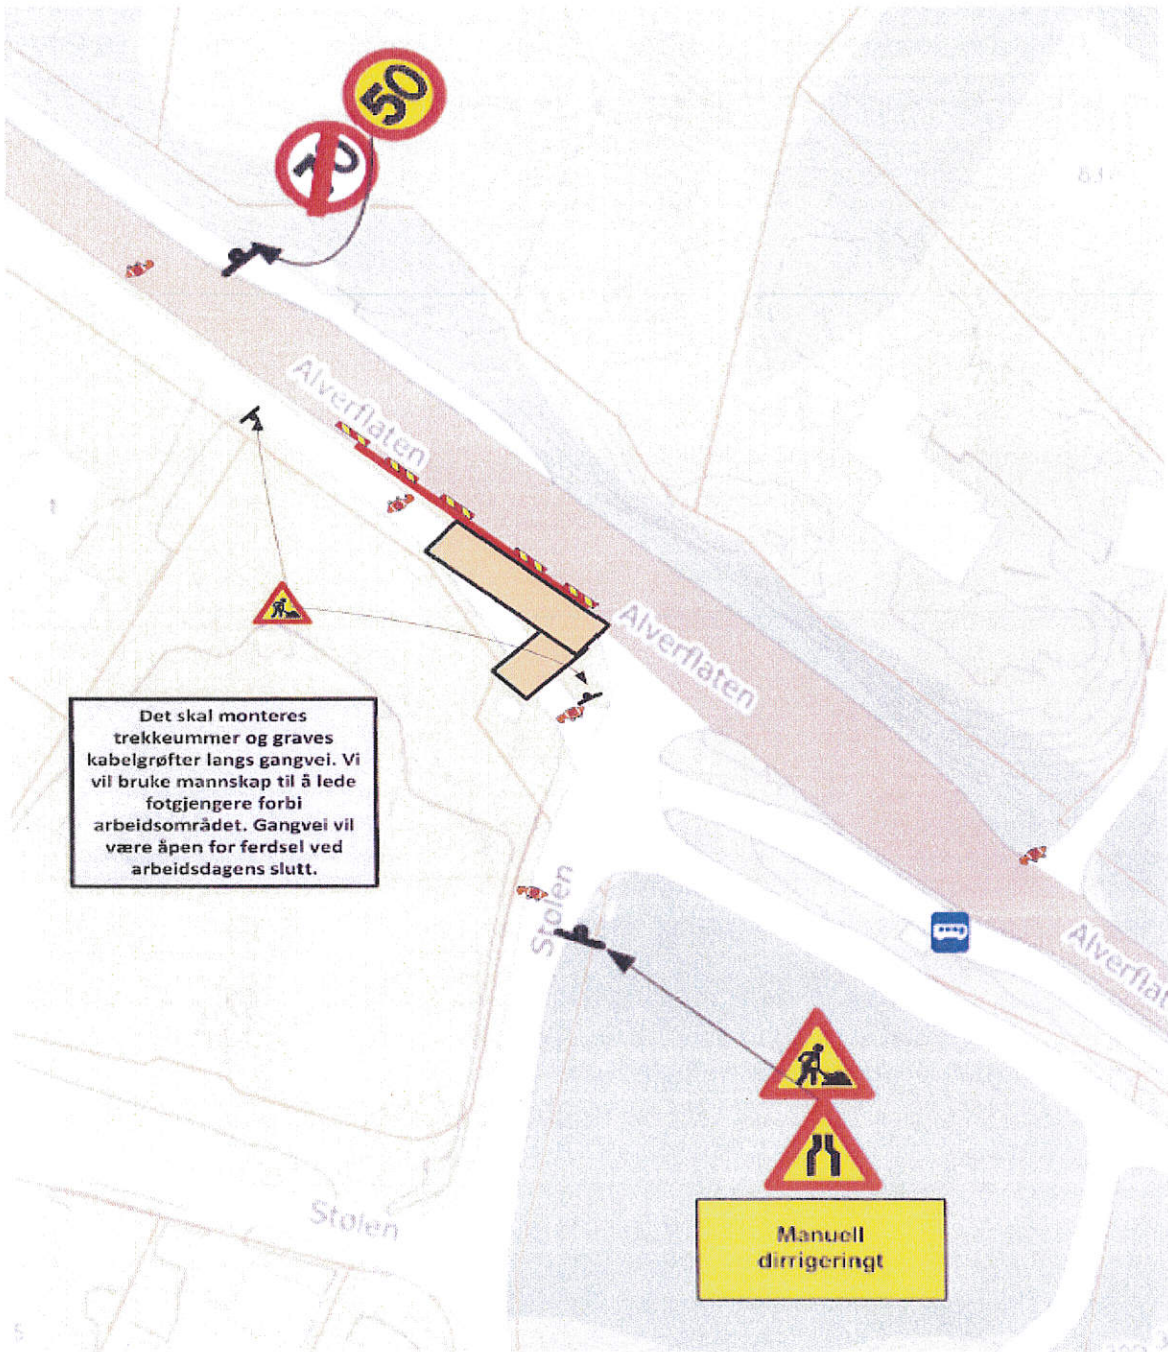 50
70
Alverflaten
Alverflaten
Det skal monteres
trekkeummer og graves
kabelgrøfter langs gangvei. Vi
vil bruke mannskap til å lede
fotgjengere forbi
arbeidsområdet. Gangvei vil
være åpen for ferdsel ved
arbeidsdagens slutt.
Stølen
Alverflat
Stølen
Manuell
dirrigeringt